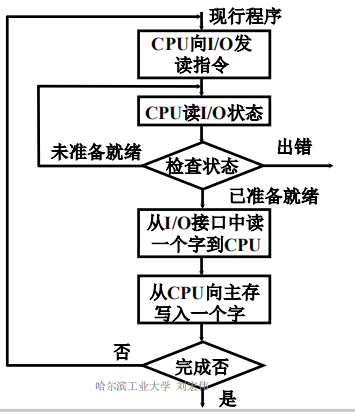 现行程序
CPU向I/O发
读指令
CPU读I/O状态
未准备就绪
检查状态
出错
已准备就绪
从I/O接口中读
一个字到CPU
从CPU向主存
写入一个字
否
完成否
哈尔滨工业大学 刘宏伟
是